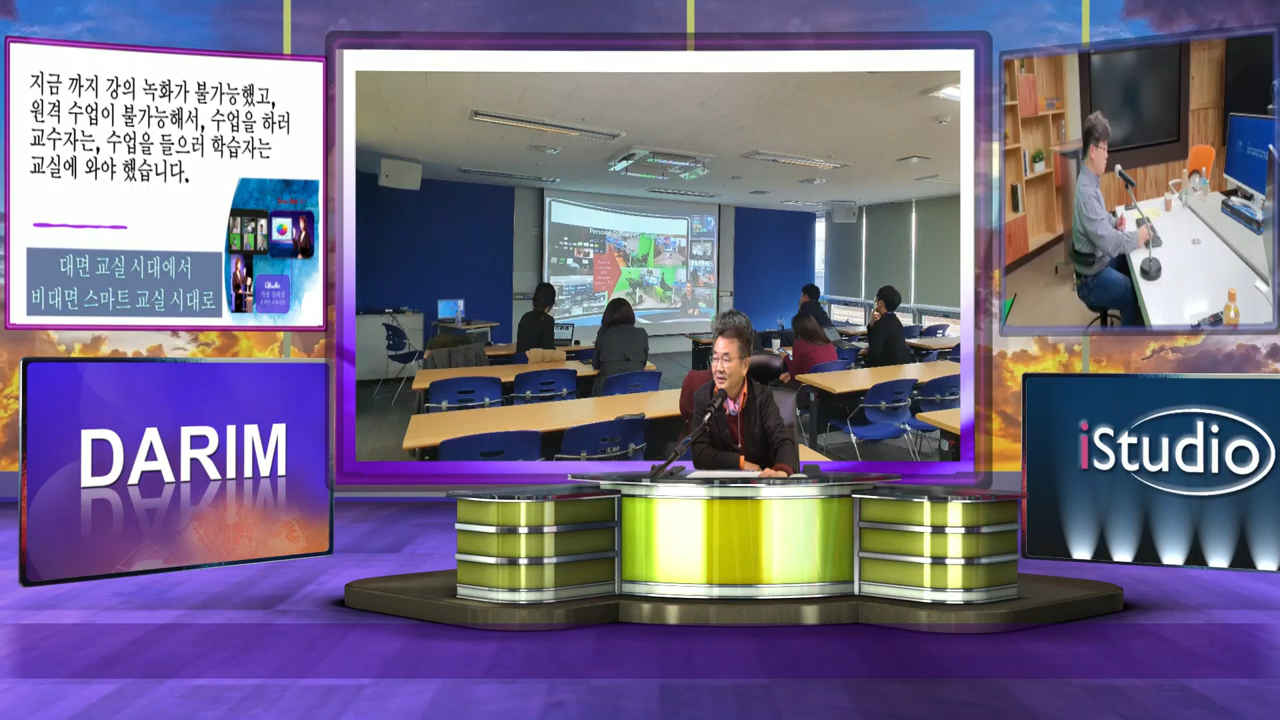 지금 까지 강의 녹화가 불가능했고,
원격 수업이 불가능해서, 수업을 하러
교수자는, 수업을 들으러 학습자는
교실에 와야 했습니다.
iStudio
대면 교실 시대에서
비대면 스마트 교실 시대로
DARIM
Personal
iStudio